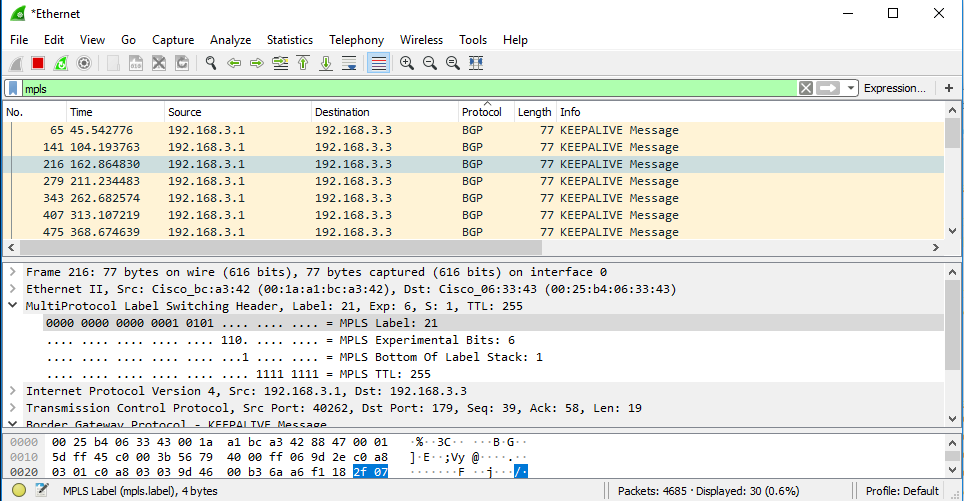 *Ethernet
File Edit View Go Capture Analyze Statistics Telephony Wireless Tools Help
mpls Expression... +
No. Time Source Destination Protocol Length Info
65 45.542776 192.168.3.1 192.168.3.3 BGP 77 KEEPALIVE Message
141 104.193763 192.168.3.1 192.168.3.3 BGP 77 KEEPALIVE Message
216 162.864830 192.168.3.1 192.168.3.3 BGP 77 KEEPALIVE Message
279 211.234483 192.168.3.1 192.168.3.3 BGP 77 KEEPALIVE Message
343 262.682574 192.168.3.1 192.168.3.3 BGP 77 KEEPALIVE Message
407 313.107219 192.168.3.1 192.168.3.3 BGP 77 KEEPALIVE Message
475 368.674639 192.168.3.1 192.168.3.3 BGP 77 KEEPALIVE Message
Frame 216: 77 bytes on wire (616 bits), 77 bytes captured (616 bits) on interface 0
Ethernet II, Src: Cisco_bc:a3:42 (00:1a:a1:bc:a3:42), Dst: Cisco_06:33:43 (00:25:b4:06:33:43)
MultiProtocol Label Switching Header, Label: 21, Exp: 6, S: 1, TTL: 255
0000 0000 0000 0001 0101 .... .... .... = MPLS Label: 21
.... .... .... .... .... 110. .... .... = MPLS Experimental Bits: 6
.... .... .... .... .... ...1 .... .... = MPLS Bottom Of Label Stack: 1
.... .... .... .... .... .... 1111 1111 = MPLS TTL: 255
Internet Protocol Version 4, Src: 192.168.3.1, Dst: 192.168.3.3
Transmission Control Protocol, Src Port: 40262, Dst Port: 179, Seq: 39, Ack: 58, Len: 19
Border Gateway Protocol - KEEPALIVE Message
0000 00 25 b4 06 33 43 00 1a a1 bc a3 42 88 47 00 01 ·%··3C·· ···B·G··
0010 5d ff 45 c0 00 3b 56 79 40 00 ff 06 9d 2e c0 a8 ]·E··;Vy @····.··
0020 03 01 c0 a8 03 03 9d 46 00 b3 6a a6 f1 18 2f 07 ·······F ··j···/·
MPLS Label (mpls.label), 4 bytes Packets: 4685 · Displayed: 30 (0.6%) Profile: Default